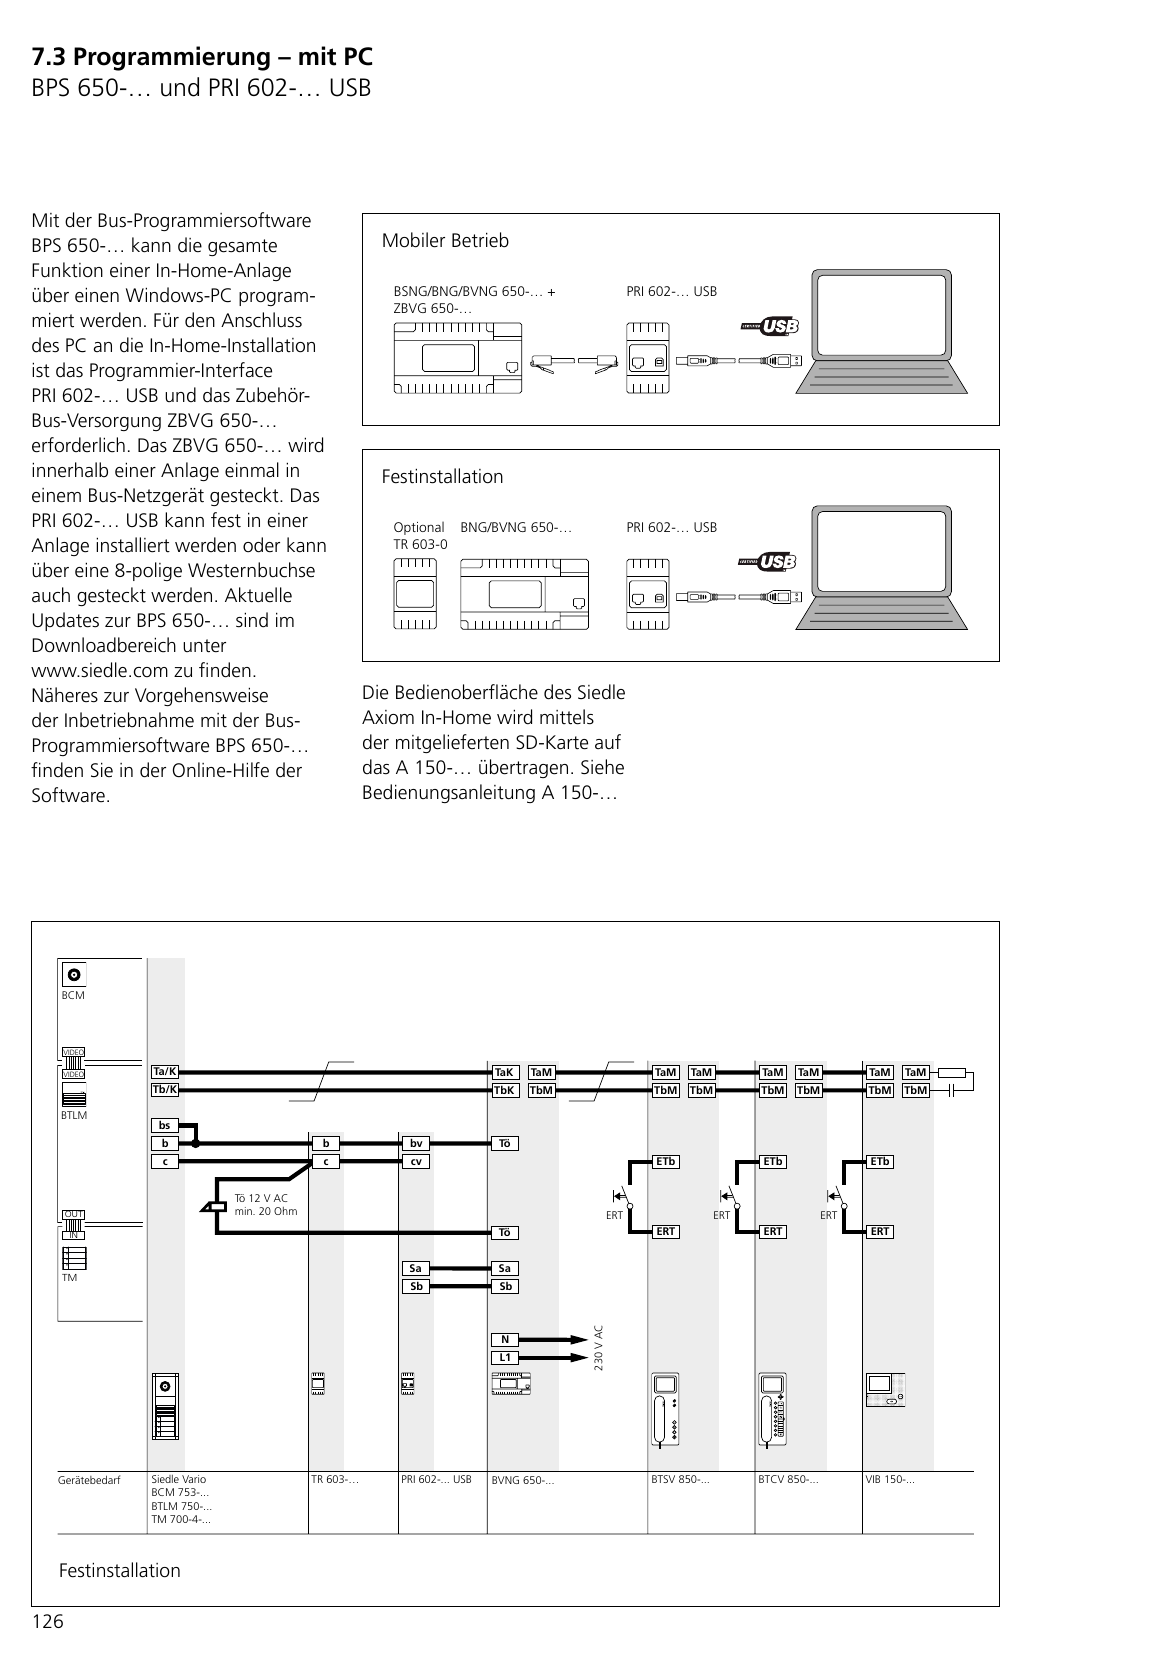 7.3 Programmierung – mit PC
BPS 650-… und PRI 602-… USB
Mit der Bus-Programmiersoftware
BPS 650-… kann die gesamte
Funktion einer In-Home-Anlage
über einen Windows-PC program-
miert werden. Für den Anschluss
des PC an die In-Home-Installation
ist das Programmier-Interface
PRI 602-… USB und das Zubehör-
Bus-Versorgung ZBVG 650-…
erforderlich. Das ZBVG 650-… wird
innerhalb einer Anlage einmal in
einem Bus-Netzgerät gesteckt. Das
PRI 602-… USB kann fest in einer
Anlage installiert werden oder kann
über eine 8-polige Westernbuchse
auch gesteckt werden. Aktuelle
Updates zur BPS 650-… sind im
Downloadbereich unter
www.siedle.com zu finden.
Näheres zur Vorgehensweise
der Inbetriebnahme mit der Bus-
Programmiersoftware BPS 650-…
finden Sie in der Online-Hilfe der
Software.
Mobiler Betrieb
BSNG/BNG/BVNG 650-… +
ZBVG 650-…
PRI 602-… USB
CERTIFIED USB
Festinstallation
Optional
TR 603-0
BNG/BVNG 650-…
PRI 602-… USB
CERTIFIED USB
Die Bedienoberfläche des Siedle
Axiom In-Home wird mittels
der mitgelieferten SD-Karte auf
das A 150-… übertragen. Siehe
Bedienungsanleitung A 150-…
BCM
VIDEO
VIDEO
BTLM
OUT
IN
TM
Ta/K TaK TaM TaM TaM TaM TaM TaM TaM
Tb/K TbK TbM TbM TbM TbM TbM TbM TbM
bs
b b bv Tö
c c cv ETb ETb ETb
Tö 12 V AC
min. 20 Ohm
ERT ERT ERT
Tö ERT ERT ERT
Sa Sa
Sb Sb
N
L1
230 V AC
Gerätebedarf
Siedle Vario
BCM 753-...
BTLM 750-...
TM 700-4-...
TR 603-…
PRI 602-... USB
BVNG 650-...
BTSV 850-...
BTCV 850-...
VIB 150-...
Festinstallation
126